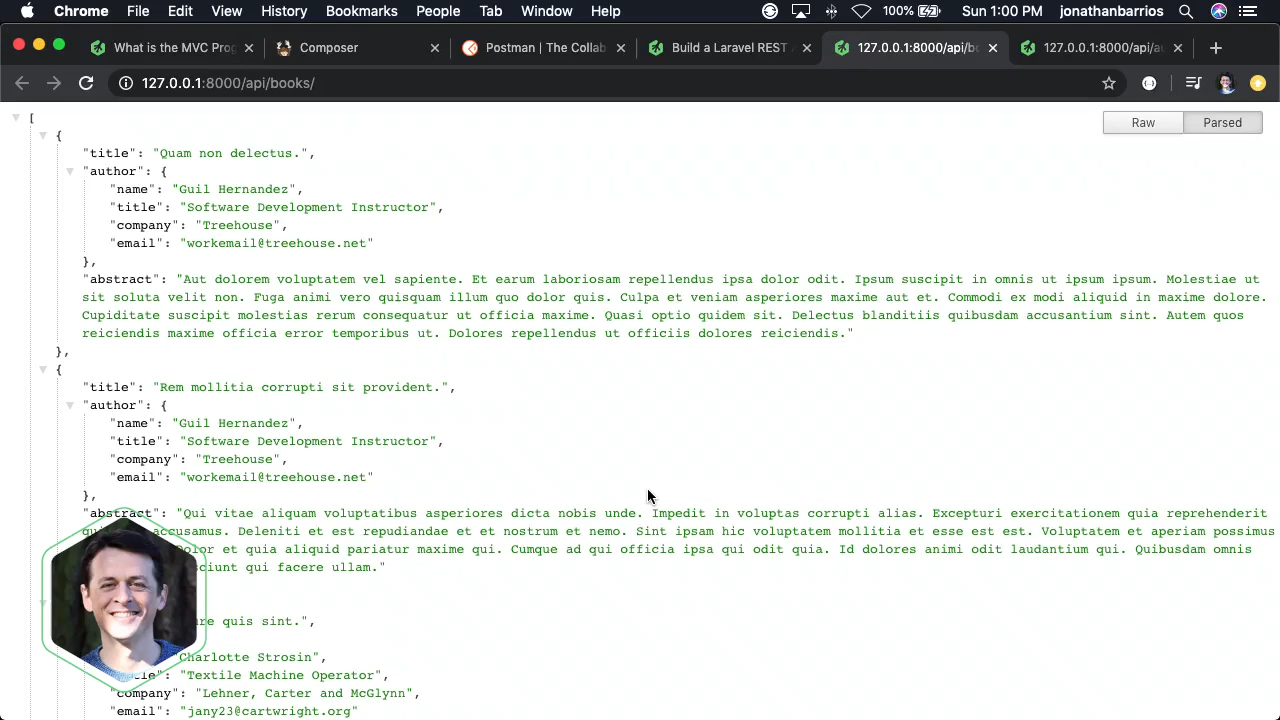 Chrome File Edit View History Bookmarks People Tab Window Help 100% Sun 1:00 PM jonathanbarrios
What is the MVC Prog
Composer
Postman | The Collab
Build a Laravel REST
127.0.0.1:8000/api/bo
127.0.0.1:8000/api/au
127.0.0.1:8000/api/books/
Raw Parsed
[
{
"title": "Quam non delectus.",
"author": {
"name": "Guil Hernandez",
"title": "Software Development Instructor",
"company": "Treehouse",
"email": "workemail@treehouse.net"
},
"abstract": "Aut dolorem voluptatem vel sapiente. Et earum laboriosam repellendus ipsa dolor odit. Ipsum suscipit in omnis ut ipsum ipsum. Molestiae ut
sit soluta velit non. Fuga animi vero quisquam illum quo dolor quis. Culpa et veniam asperiores maxime aut et. Commodi ex modi aliquid in maxime dolore.
Cupiditate suscipit molestias rerum consequatur ut officia maxime. Quasi optio quidem sit. Delectus blanditiis quibusdam accusantium sint. Autem quos
reiciendis maxime officia error temporibus ut. Dolores repellendus ut officiis dolores reiciendis."
},
{
"title": "Rem mollitia corrupti sit provident.",
"author": {
"name": "Guil Hernandez",
"title": "Software Development Instructor",
"company": "Treehouse",
"email": "workemail@treehouse.net"
},
"abstract": "Qui vitae aliquam voluptatibus asperiores dicta nobis unde. Impedit in voluptas corrupti alias. Excepturi exercitationem quia reprehenderit
accusamus. Deleniti et est repudiandae et et nostrum et nemo. Sint ipsam hic voluptatem mollitia et esse est est. Voluptatem et aperiam possimus
et quia aliquid pariatur maxime qui. Cumque ad qui officia ipsa qui odit quia. Id dolores animi odit laudantium qui. Quibusdam omnis
qui facere ullam."
quis sint.",
"Charlotte Strosin",
"Textile Machine Operator",
"company": "Lehner, Carter and McGlynn",
"email": "jany23@cartwright.org"